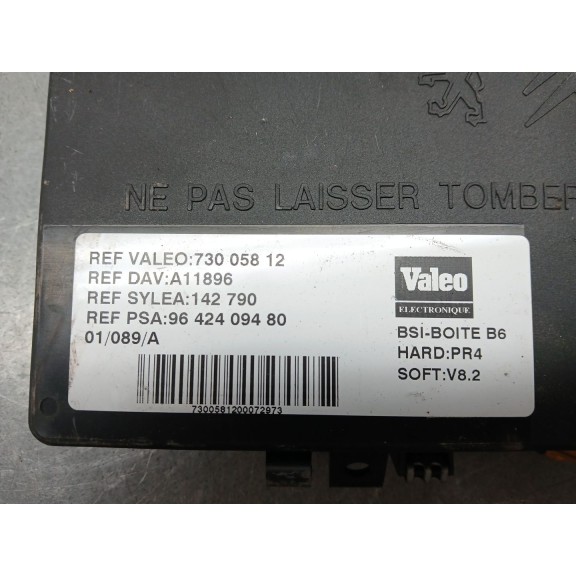 NE PAS LAISSER TOMBER
REF VALEO:730 058 12
REF DAV:A11896
REF SYLEA:142 790
REF PSA:96 424 094 80
01/089/A
7300581200072973
Valeo
ELECTRONIQUE
BSI-BOITE B6
HARD:PR4
SOFT:V8.2